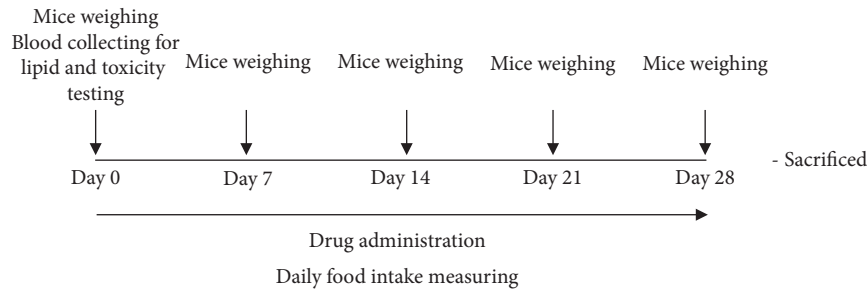 Mice weighing
Blood collecting for
lipid and toxicity
testing
Mice weighing
Mice weighing
Mice weighing
Mice weighing
Day 0
Day 7
Day 14
Day 21
Day 28
- Sacrificed
Drug administration
Daily food intake measuring